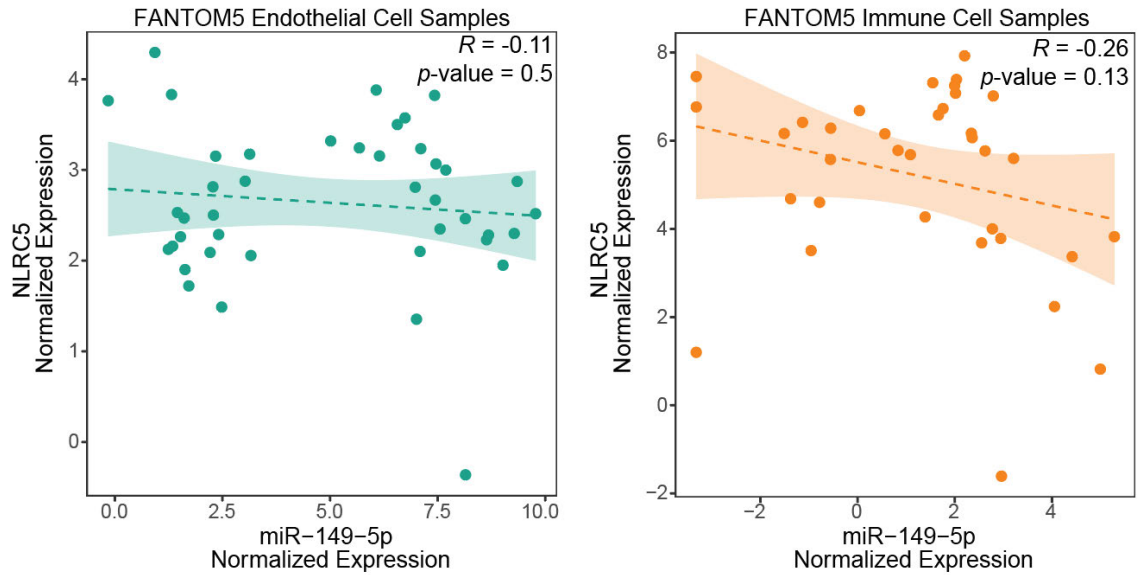 FANTOM5 Endothelial Cell Samples
R = -0.11
p-value = 0.5
4
3
2
1
0
NLRC5
Normalized Expression
0.0 2.5 5.0 7.5 10.0
miR−149−5p
Normalized Expression
FANTOM5 Immune Cell Samples
R = -0.26
p-value = 0.13
8
6
4
2
0
−2
NLRC5
Normalized Expression
−2 0 2 4
miR−149−5p
Normalized Expression